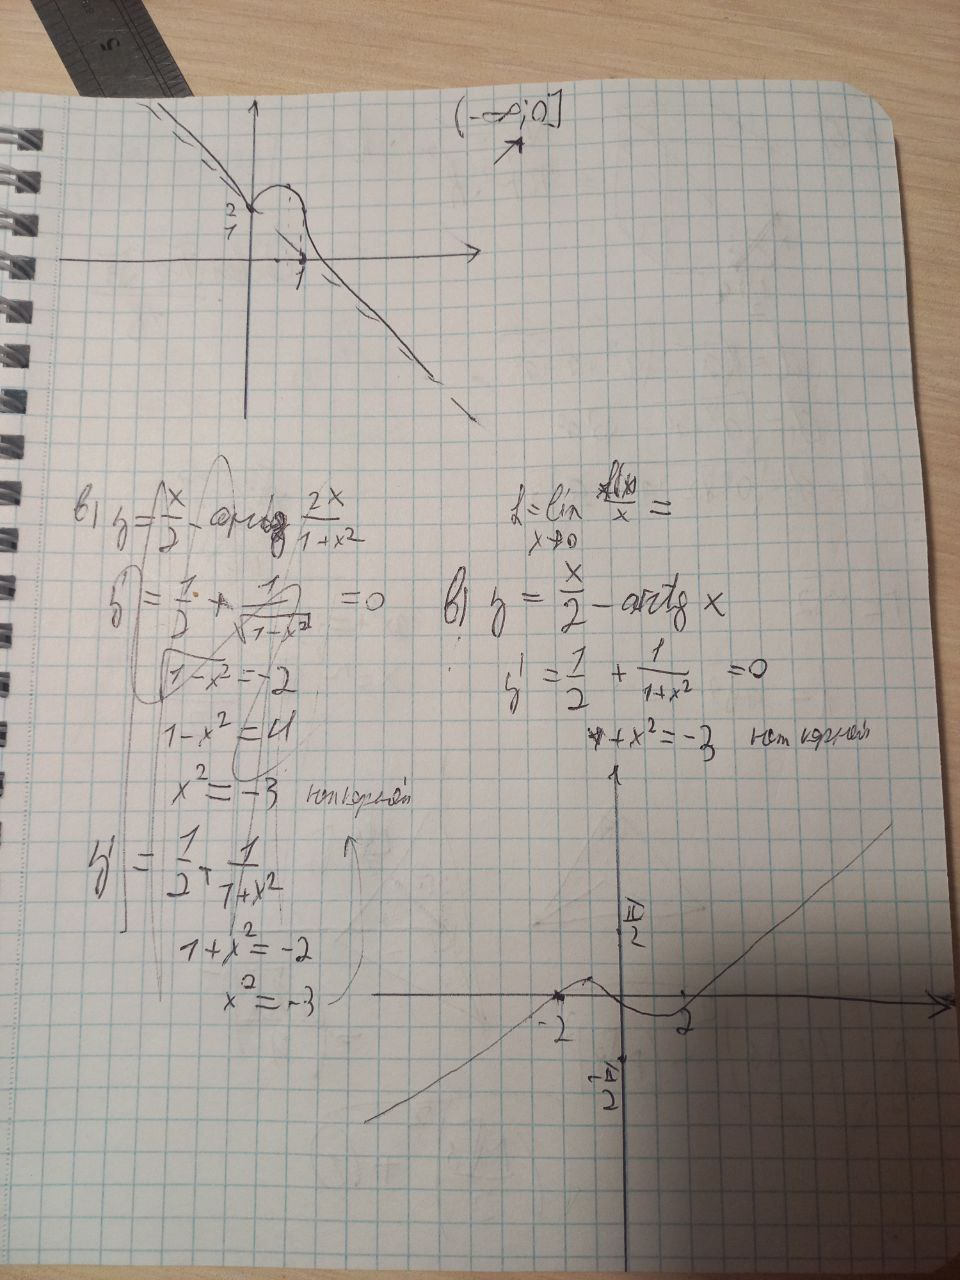 (-∞;0]
2
1
1
в) y = x/2 - arctg 2x/(1+x²)
y' = 1/2 + 1/√(1-x²) = 0
√(1-x²) = -2
1-x² = 4
x² = -3 нет корней
y' = 1/2 + 1/(1+x²)
1+x² = -2
x² = -3
k = lim x→0 f(x)/x =
в) y = x/2 - arctg x
y' = 1/2 + 1/(1+x²) = 0
x² = -3 нет корней
π/2
-2
2
-π/2